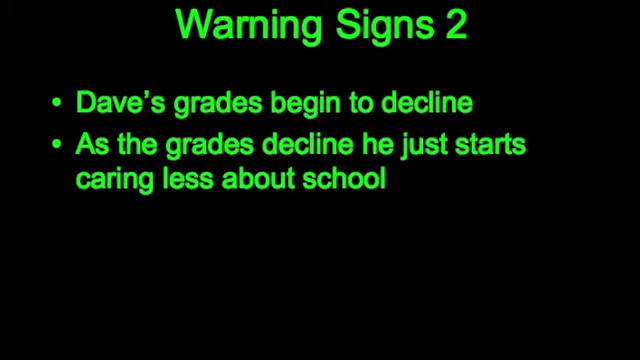 Warning Signs 2
• Dave's grades begin to decline
• As the grades decline he just starts
caring less about school